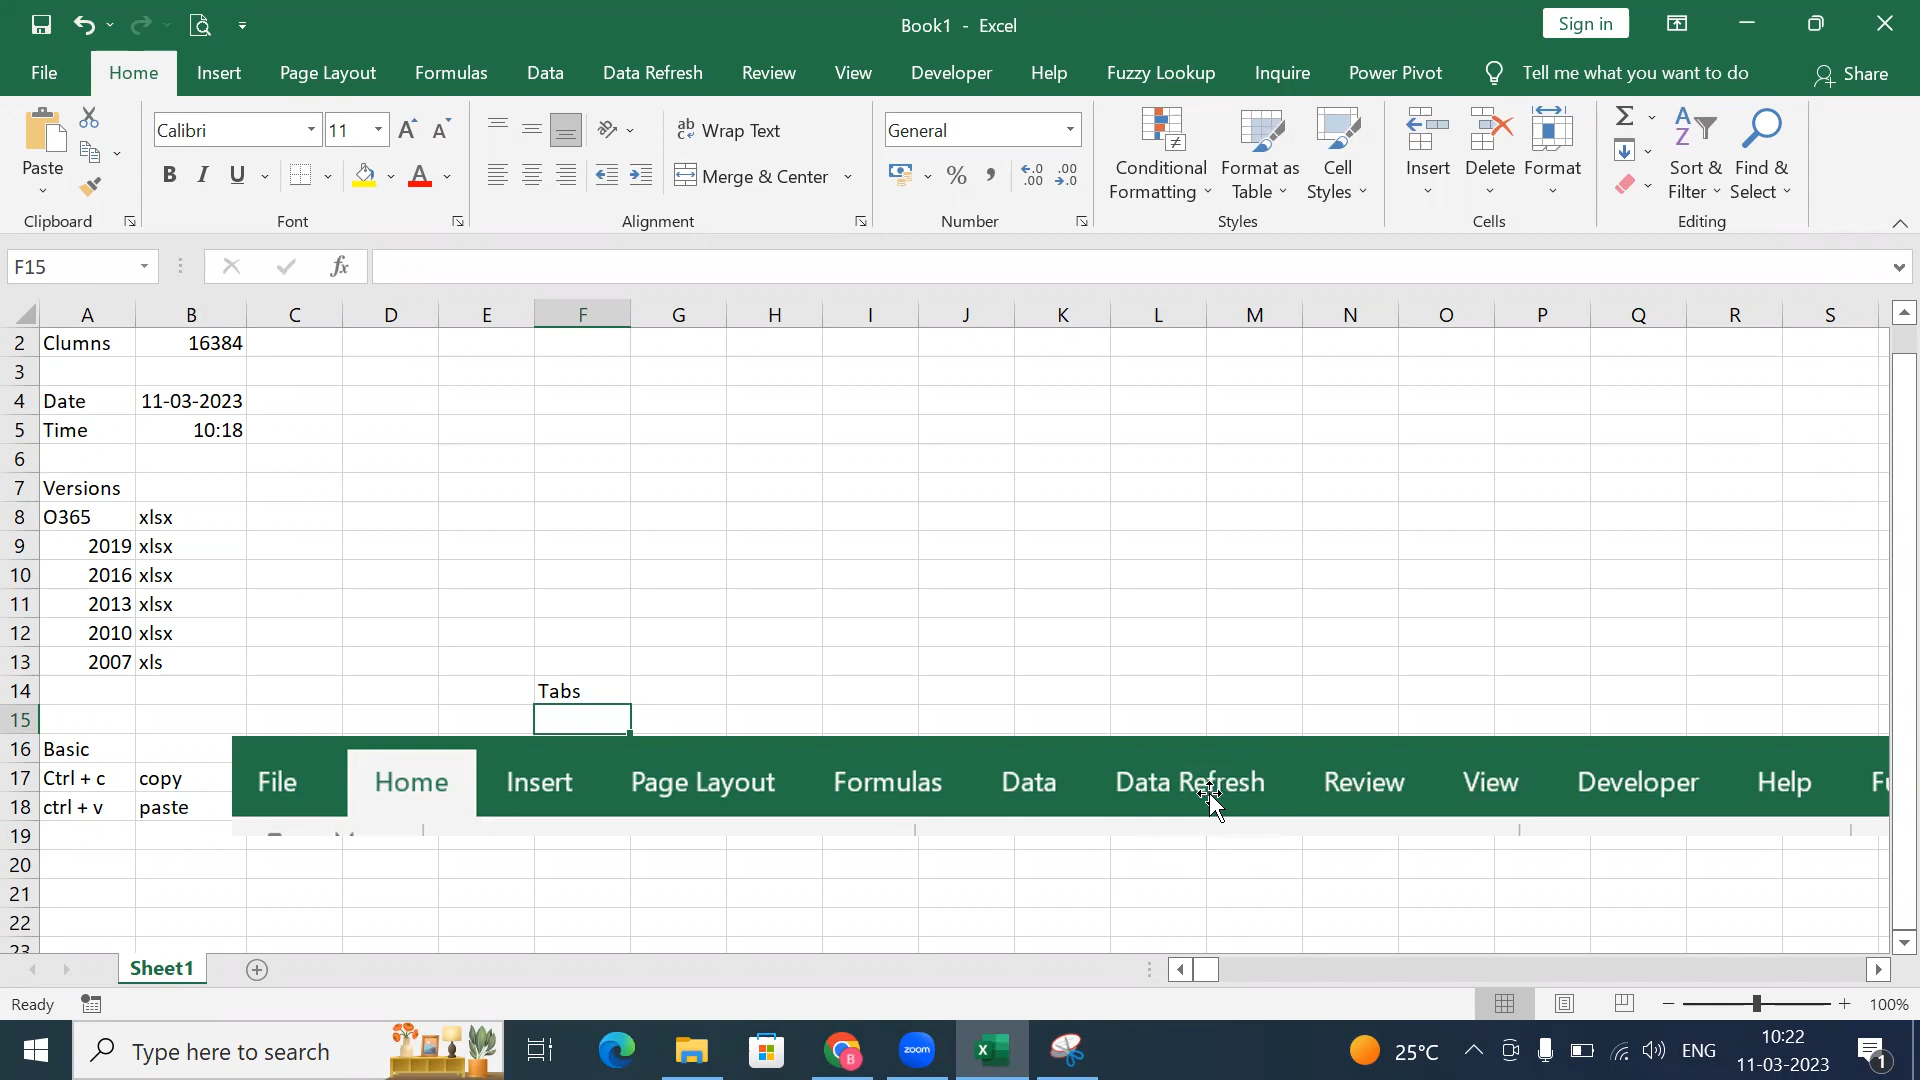 Book1 - Excel
Sign in
File Home Insert Page Layout Formulas Data Data Refresh Review View Developer Help Fuzzy Lookup Inquire Power Pivot Tell me what you want to do Share
Calibri 11 ab Wrap Text General
Paste B I U A Merge & Center % Conditional Formatting Format as Table Cell Styles Insert Delete Format Sort & Filter Find & Select
Clipboard Font Alignment Number Styles Cells Editing
F15 fx
A B C D E F G H I J K L M N O P Q R S
2 Clumns 16384
3
4 Date 11-03-2023
5 Time 10:18
6
7 Versions
8 O365 xlsx
9 2019 xlsx
10 2016 xlsx
11 2013 xlsx
12 2010 xlsx
13 2007 xls
14 Tabs
15
16 Basic
17 Ctrl + c copy
18 ctrl + v paste
File Home Insert Page Layout Formulas Data Data Refresh Review View Developer Help
19
20
21
22
23
Sheet1
Ready 100%
Type here to search zoom 25°C ENG 10:22
11-03-2023 1